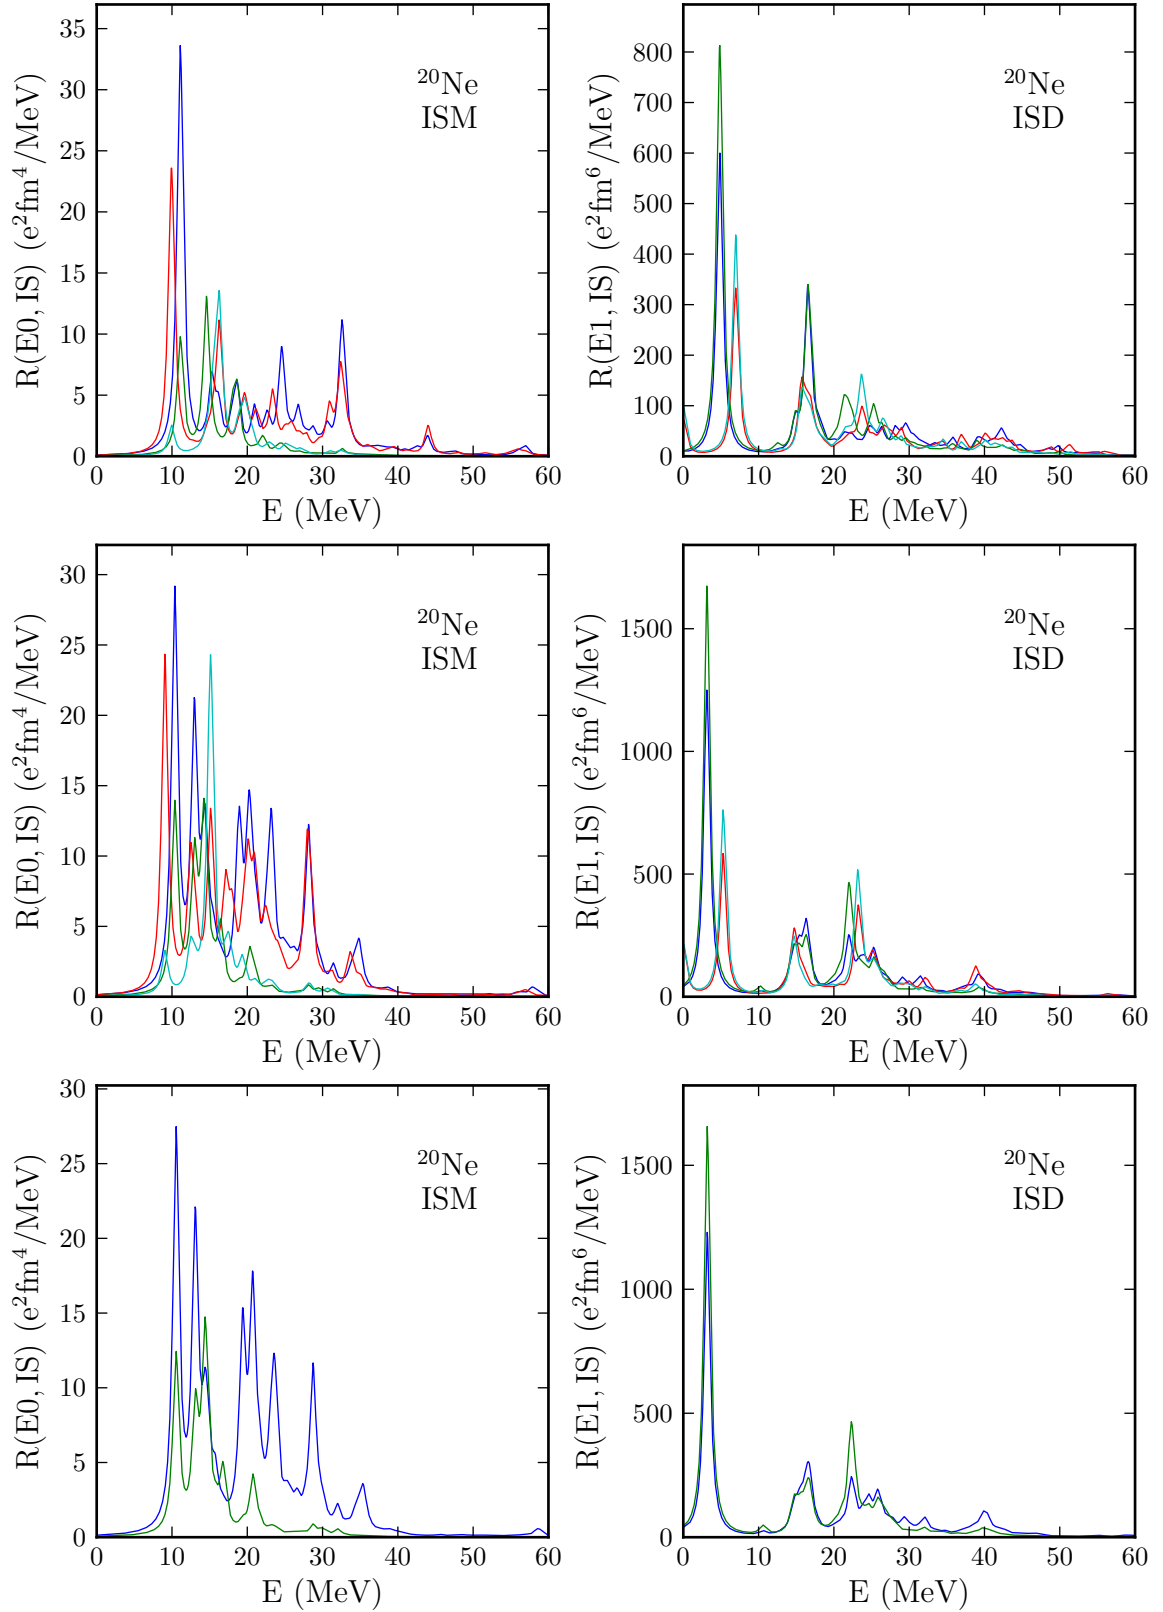 R(E0, IS) (e²fm⁴/MeV)
35
30
25
20
15
10
5
0
²⁰Ne
ISM
0 10 20 30 40 50 60
E (MeV)
R(E1, IS) (e²fm⁶/MeV)
800
700
600
500
400
300
200
100
0
²⁰Ne
ISD
0 10 20 30 40 50 60
E (MeV)
R(E0, IS) (e²fm⁴/MeV)
30
25
20
15
10
5
0
²⁰Ne
ISM
0 10 20 30 40 50 60
E (MeV)
R(E1, IS) (e²fm⁶/MeV)
1500
1000
500
0
²⁰Ne
ISD
0 10 20 30 40 50 60
E (MeV)
R(E0, IS) (e²fm⁴/MeV)
30
25
20
15
10
5
0
²⁰Ne
ISM
0 10 20 30 40 50 60
E (MeV)
R(E1, IS) (e²fm⁶/MeV)
1500
1000
500
0
²⁰Ne
ISD
0 10 20 30 40 50 60
E (MeV)